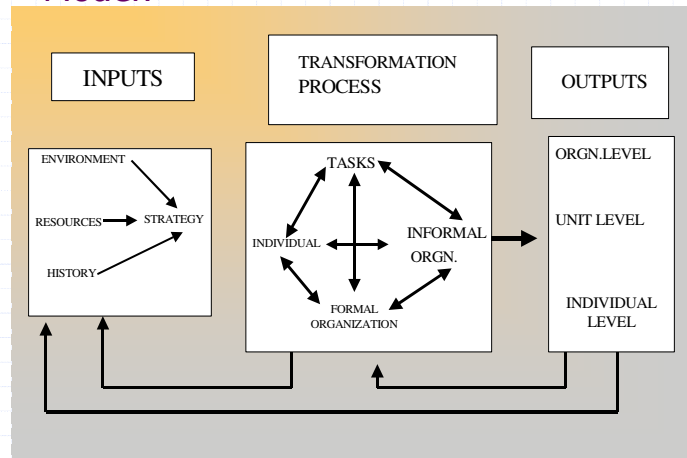 INPUTS
TRANSFORMATION
PROCESS
OUTPUTS
ENVIRONMENT
RESOURCES
STRATEGY
HISTORY
TASKS
INDIVIDUAL
INFORMAL
ORGN.
FORMAL
ORGANIZATION
ORGN.LEVEL
UNIT LEVEL
INDIVIDUAL
LEVEL